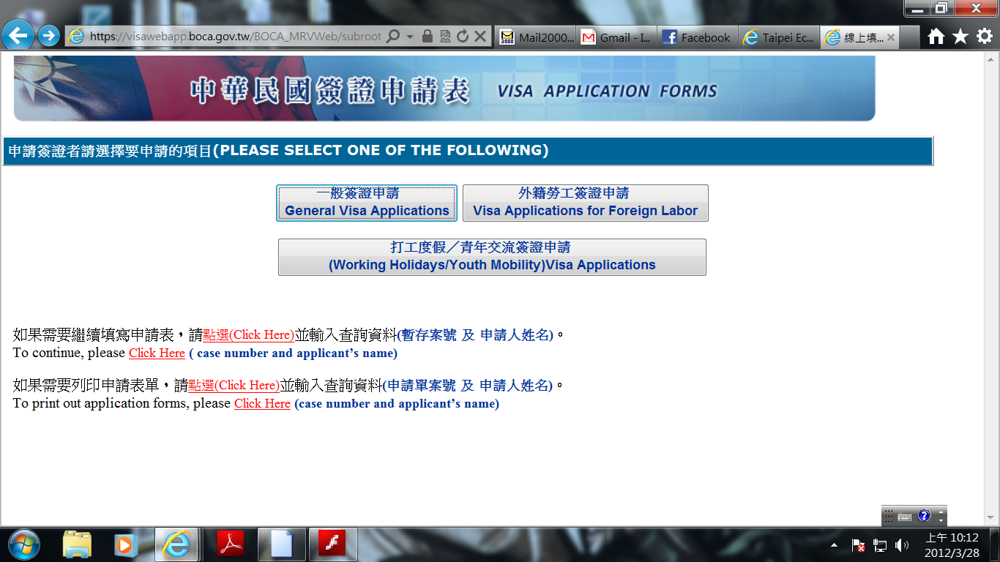 https://visawebapp.boca.gov.tw/BOCA_MRVWeb/subroot
Mail2000...
Gmail - I...
Facebook
Taipei Ec...
線上填...
中華民國簽證申請表 VISA APPLICATION FORMS
申請簽證者請選擇要申請的項目(PLEASE SELECT ONE OF THE FOLLOWING)
一般簽證申請
General Visa Applications
外籍勞工簽證申請
Visa Applications for Foreign Labor
打工度假／青年交流簽證申請
(Working Holidays/Youth Mobility)Visa Applications
如果需要繼續填寫申請表，請點選(Click Here)並輸入查詢資料(暫存案號 及 申請人姓名)。
To continue, please Click Here ( case number and applicant’s name)
如果需要列印申請表單，請點選(Click Here)並輸入查詢資料(申請單案號 及 申請人姓名)。
To print out application forms, please Click Here (case number and applicant’s name)
上午 10:12
2012/3/28